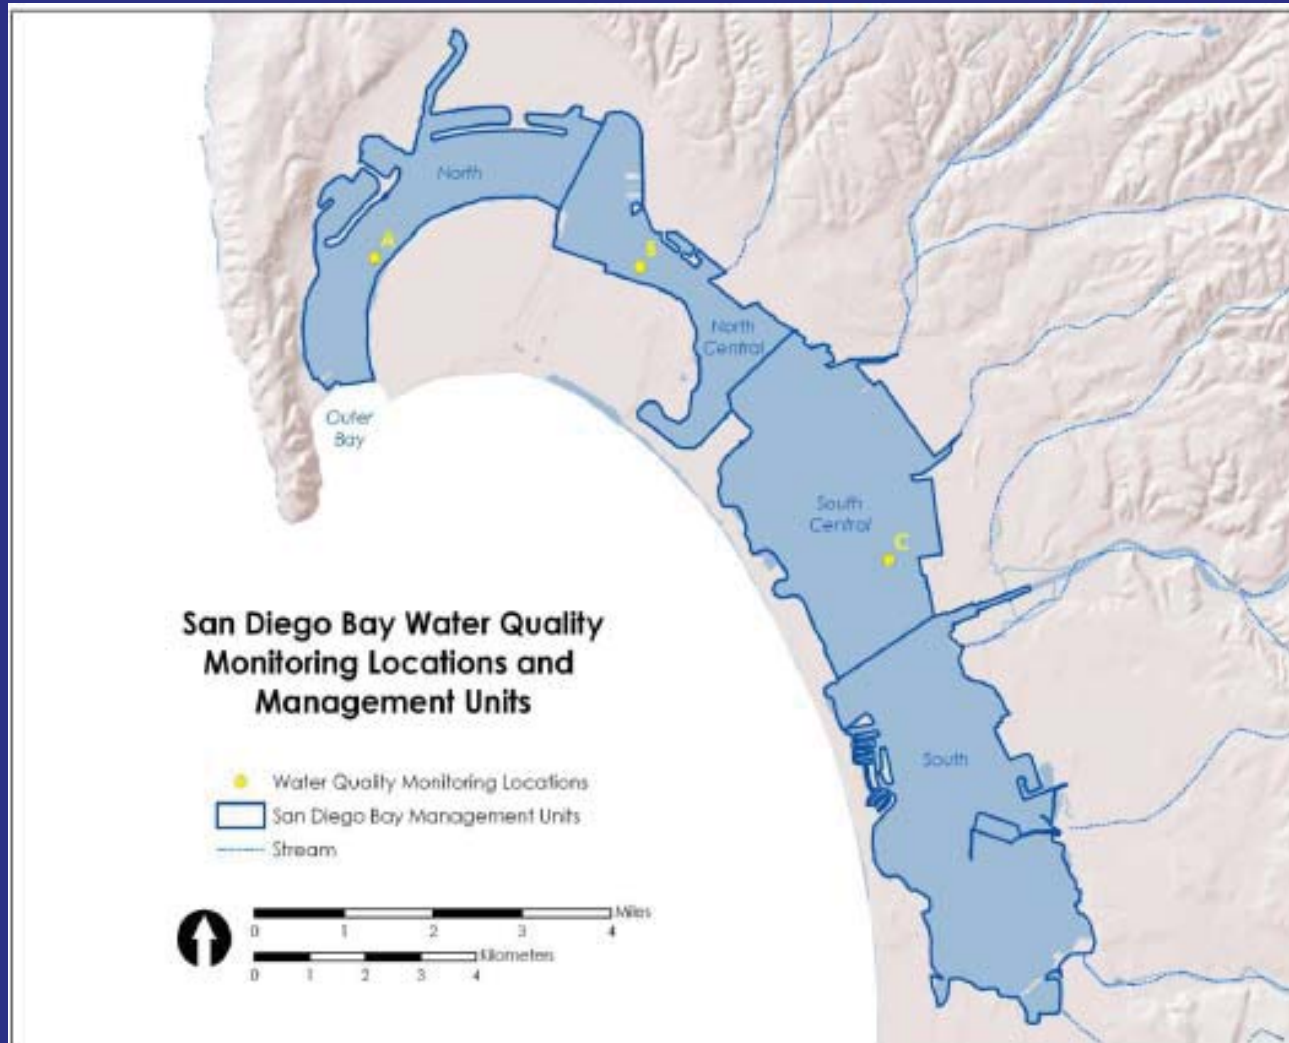 North
A
B
North
Central
Outer
Bay
South
Central
C
San Diego Bay Water Quality
Monitoring Locations and
Management Units
South
Water Quality Monitoring Locations
San Diego Bay Management Units
Stream
Miles
0 1 2 3 4
Kilometers
0 1 2 3 4